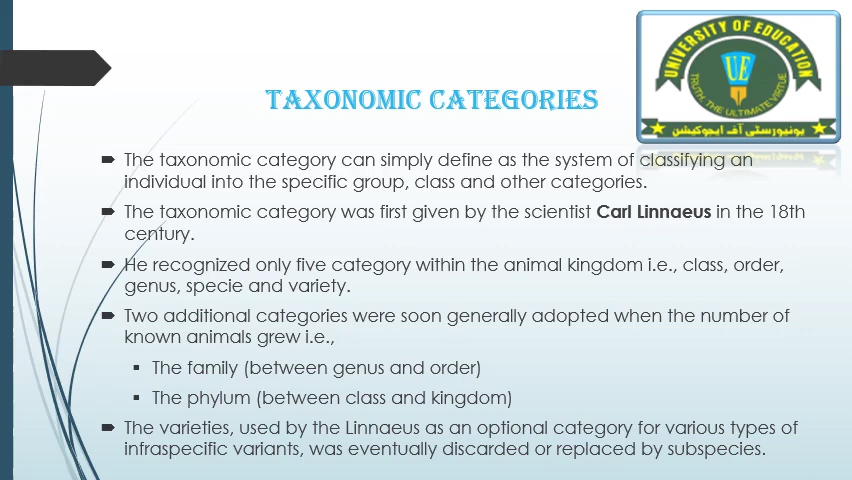 UNIVERSITY OF EDUCATION
UE
TRUTH THE ULTIMATE VIRTUE
یونیورسٹی آف ایجوکیشن
TAXONOMIC CATEGORIES
The taxonomic category can simply define as the system of classifying an
individual into the specific group, class and other categories.
The taxonomic category was first given by the scientist Carl Linnaeus in the 18th
century.
He recognized only five category within the animal kingdom i.e., class, order,
genus, specie and variety.
Two additional categories were soon generally adopted when the number of
known animals grew i.e.,
The family (between genus and order)
The phylum (between class and kingdom)
The varieties, used by the Linnaeus as an optional category for various types of
infraspecific variants, was eventually discarded or replaced by subspecies.